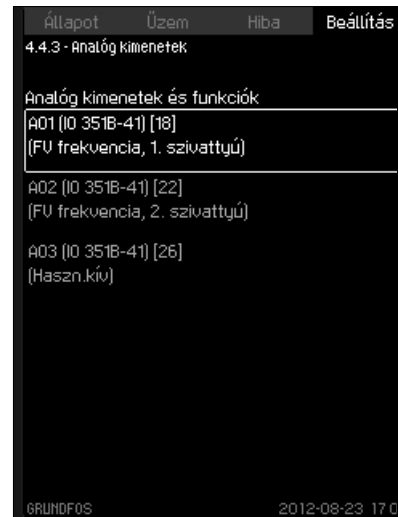 Állapot Üzem Hiba Beállítás
4.4.3 - Analóg kimenetek
Analóg kimenetek és funkciók
AO1 (IO 351B-41) [18]
(FV frekvencia, 1. szivattyú)
AO2 (IO 351B-41) [22]
(FV frekvencia, 2. szivattyú)
AO3 (IO 351B-41) [26]
(Haszn.kív)
GRUNDFOS 2012-08-23